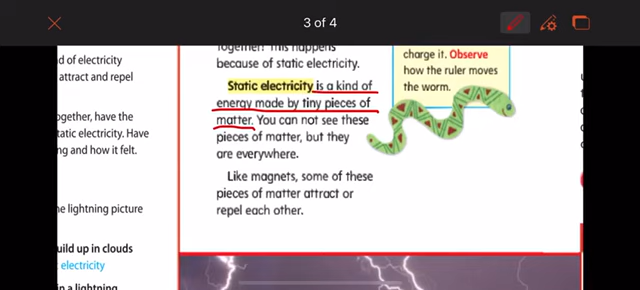 3 of 4
nd of electricity
attract and repel
ogether, have the
tatic electricity. Have
ng and how it felt.
ne lightning picture
uild up in clouds
electricity
in a lightning
together? This happens
because of static electricity.
Static electricity is a kind of
energy made by tiny pieces of
matter. You can not see these
pieces of matter, but they
are everywhere.
Like magnets, some of these
pieces of matter attract or
repel each other.
charge it. Observe
how the ruler moves
the worm.